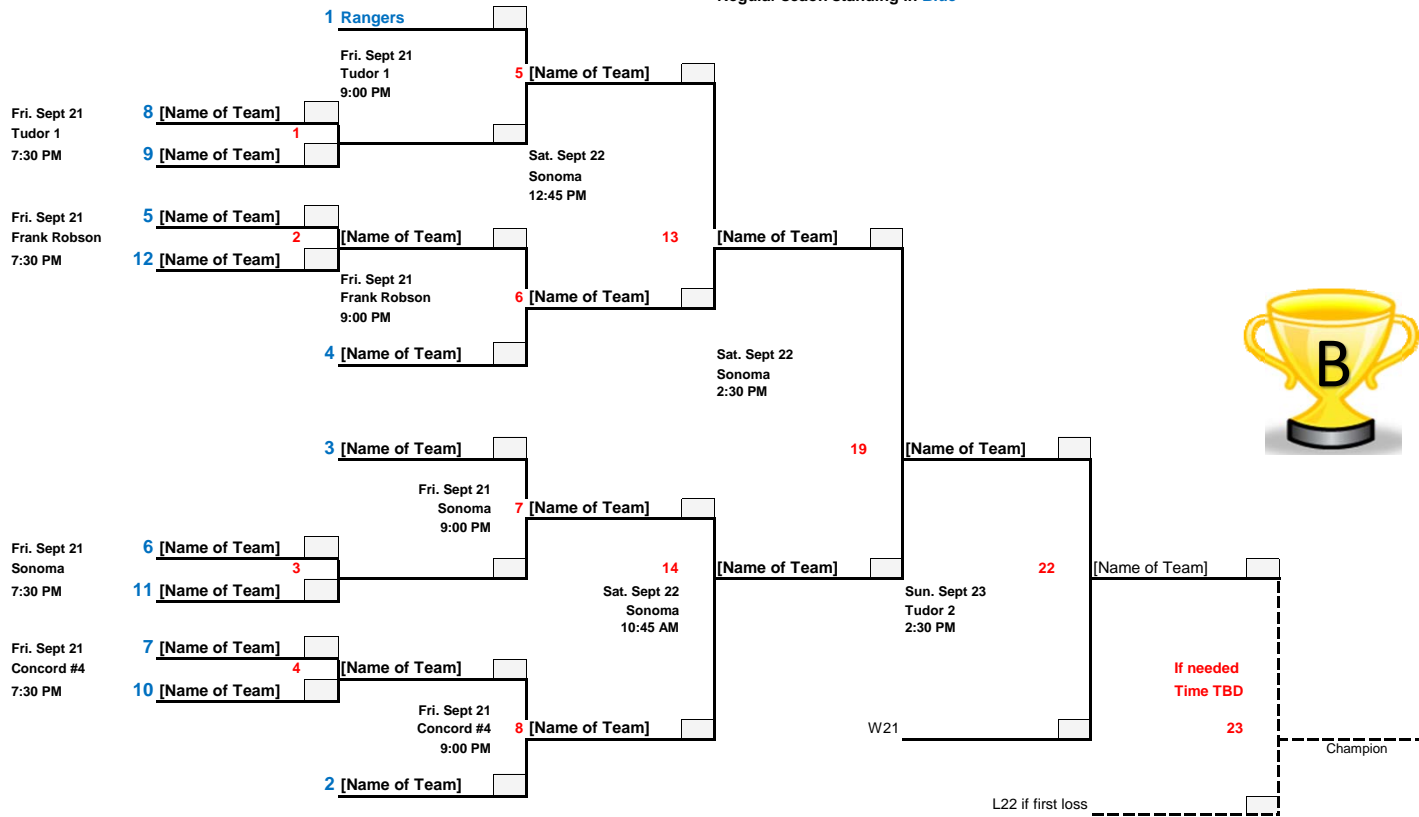 Regular standing in Blue
1 Rangers
Fri. Sept 21
Tudor 1
9:00 PM
5 [Name of Team]
Fri. Sept 21
Tudor 1
7:30 PM
8 [Name of Team]
1
9 [Name of Team]
Sat. Sept 22
Sonoma
12:45 PM
Fri. Sept 21
Frank Robson
7:30 PM
5 [Name of Team]
2
12 [Name of Team]
[Name of Team]
13
[Name of Team]
Fri. Sept 21
Frank Robson
9:00 PM
6 [Name of Team]
4 [Name of Team]
Sat. Sept 22
Sonoma
2:30 PM
B
3 [Name of Team]
19
[Name of Team]
Fri. Sept 21
Sonoma
9:00 PM
7 [Name of Team]
Fri. Sept 21
Sonoma
7:30 PM
6 [Name of Team]
3
11 [Name of Team]
14
[Name of Team]
22
[Name of Team]
Sat. Sept 22
Sonoma
10:45 AM
Sun. Sept 23
Tudor 2
2:30 PM
Fri. Sept 21
Concord #4
7:30 PM
7 [Name of Team]
4
10 [Name of Team]
[Name of Team]
If needed
Time TBD
Fri. Sept 21
Concord #4
9:00 PM
8 [Name of Team]
W21
23
Champion
2 [Name of Team]
L22 if first loss